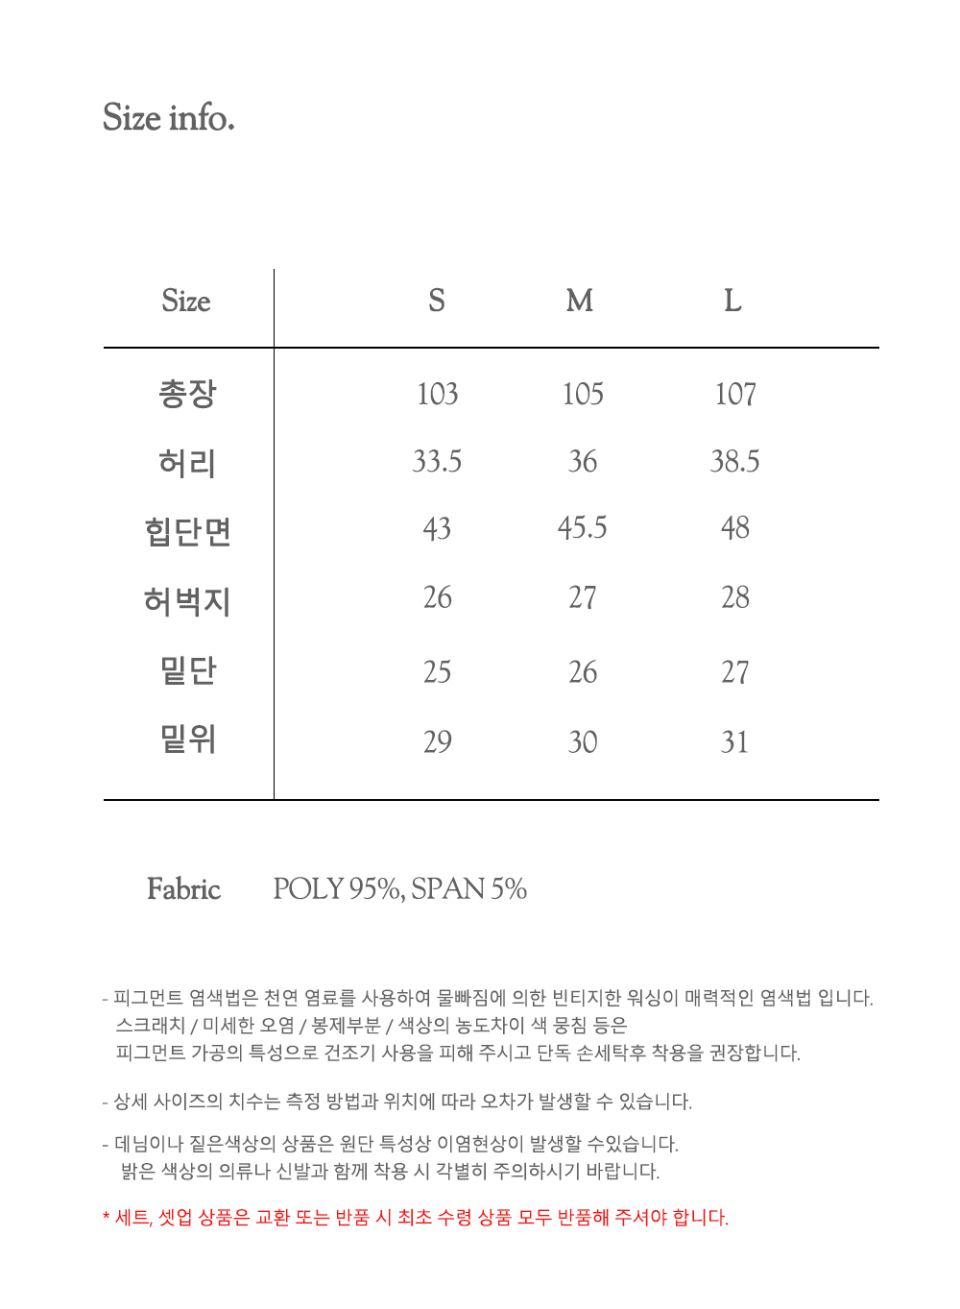 Size info.
Size S M L
총장 103 105 107
허리 33.5 36 38.5
힙단면 43 45.5 48
허벅지 26 27 28
밑단 25 26 27
밑위 29 30 31
Fabric POLY 95%, SPAN 5%
- 피그먼트 염색법은 천연 염료를 사용하여 물빠짐에 의한 빈티지한 워싱이 매력적인 염색법 입니다.
스크래치 / 미세한 오염 / 봉제부분 / 색상의 농도차이 색 뭉침 등은
피그먼트 가공의 특성으로 건조기 사용을 피해 주시고 단독 손세탁후 착용을 권장합니다.
- 상세 사이즈의 치수는 측정 방법과 위치에 따라 오차가 발생할 수 있습니다.
- 데님이나 짙은색상의 상품은 원단 특성상 이염현상이 발생할 수있습니다.
밝은 색상의 의류나 신발과 함께 착용 시 각별히 주의하시기 바랍니다.
* 세트, 셋업 상품은 교환 또는 반품 시 최초 수령 상품 모두 반품해 주셔야 합니다.